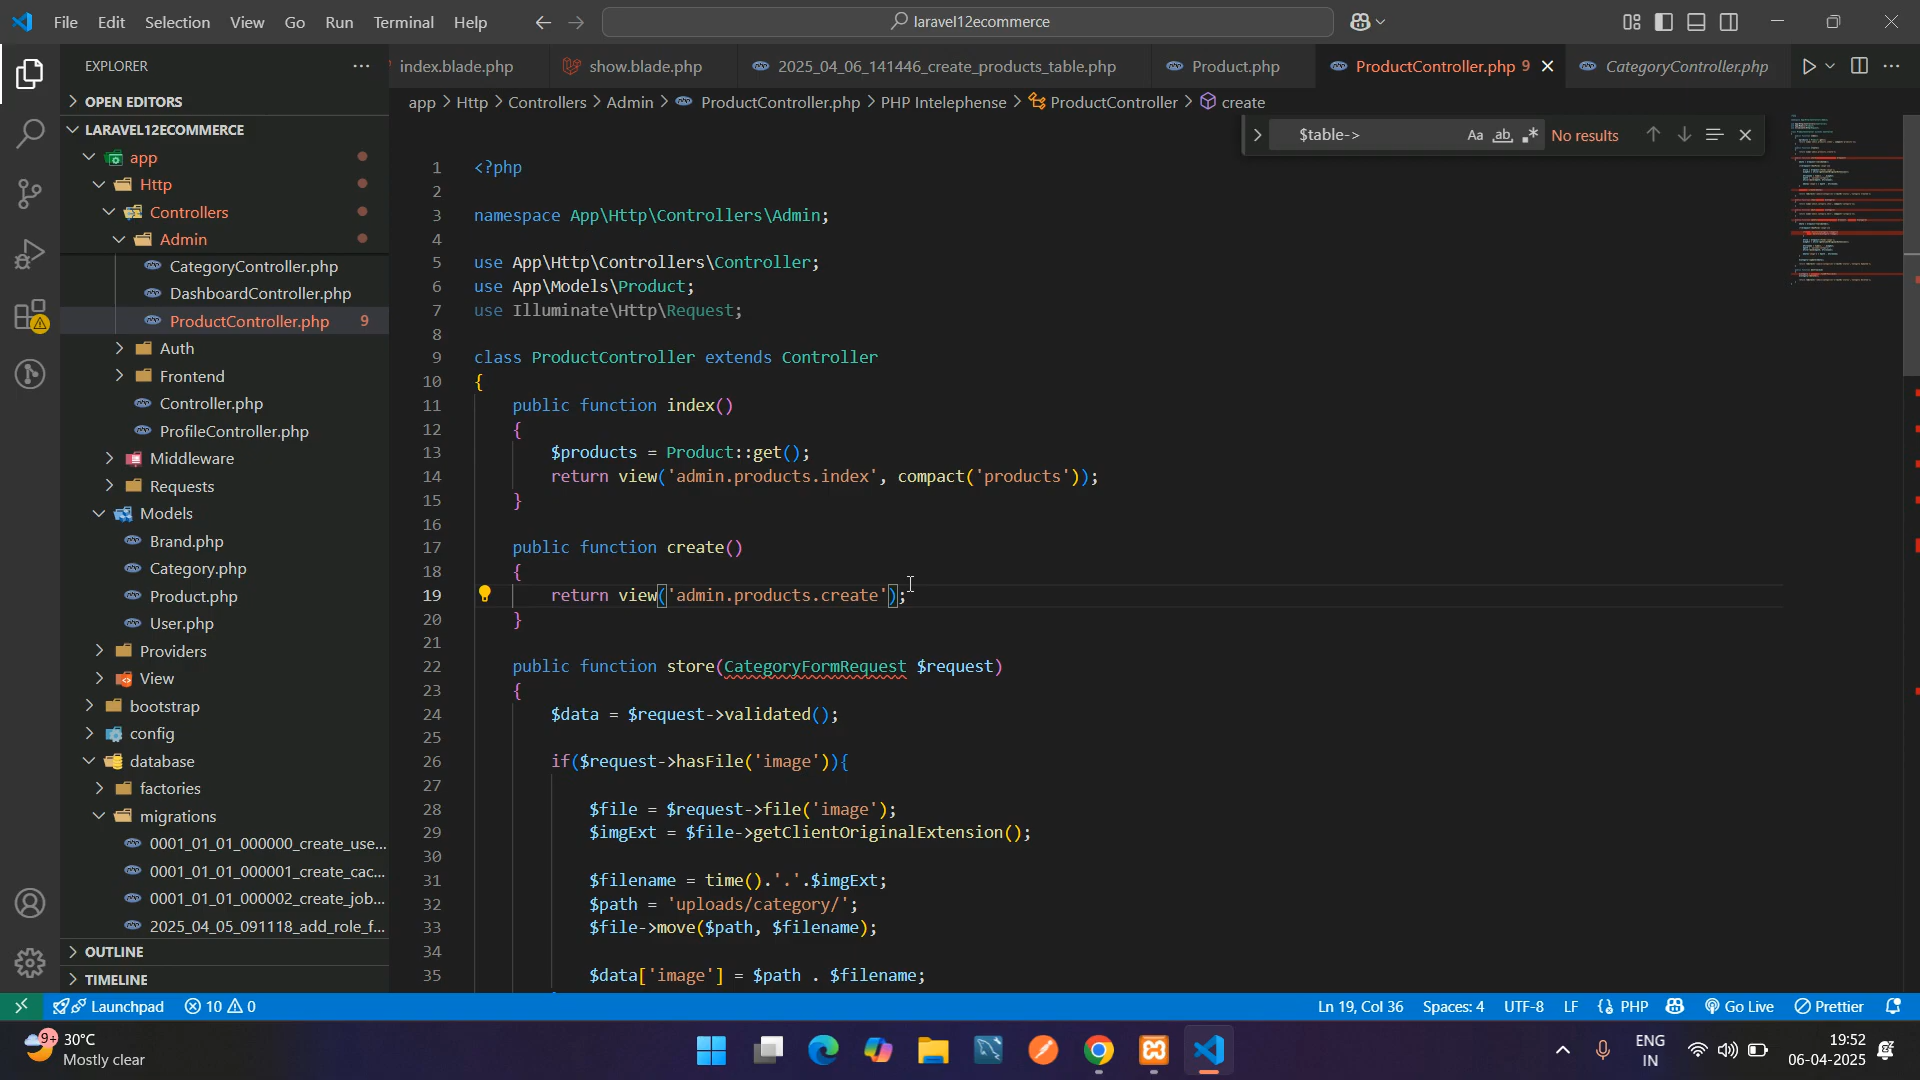 File Edit Selection View Go Run Terminal Help
laravel12ecommerce
EXPLORER
index.blade.php
show.blade.php
2025_04_06_141446_create_products_table.php
Product.php
ProductController.php 9
CategoryController.php
app > Http > Controllers > Admin > ProductController.php > PHP Intelephense > ProductController > create
$table->
Aa ab
No results
OPEN EDITORS
LARAVEL12ECOMMERCE
app
Http
Controllers
Admin
CategoryController.php
DashboardController.php
ProductController.php 9
Auth
Frontend
Controller.php
ProfileController.php
Middleware
Requests
Models
Brand.php
Category.php
Product.php
User.php
Providers
View
bootstrap
config
database
factories
migrations
0001_01_01_000000_create_use...
0001_01_01_000001_create_cac...
0001_01_01_000002_create_job...
2025_04_05_091118_add_role_f...
OUTLINE
TIMELINE
1 <?php
2
3 namespace App\Http\Controllers\Admin;
4
5 use App\Http\Controllers\Controller;
6 use App\Models\Product;
7 use Illuminate\Http\Request;
8
9 class ProductController extends Controller
10 {
11 public function index()
12 {
13 $products = Product::get();
14 return view('admin.products.index', compact('products'));
15 }
16
17 public function create()
18 {
19 return view('admin.products.create');
20 }
21
22 public function store(CategoryFormRequest $request)
23 {
24 $data = $request->validated();
25
26 if($request->hasFile('image')){
27
28 $file = $request->file('image');
29 $imgExt = $file->getClientOriginalExtension();
30
31 $filename = time().'.'.$imgExt;
32 $path = 'uploads/category/';
33 $file->move($path, $filename);
34
35 $data['image'] = $path . $filename;
Launchpad 10 0
Ln 19, Col 36 Spaces: 4 UTF-8 LF {} PHP Go Live Prettier
9+ 30°C
Mostly clear
ENG
IN
19:52
06-04-2025